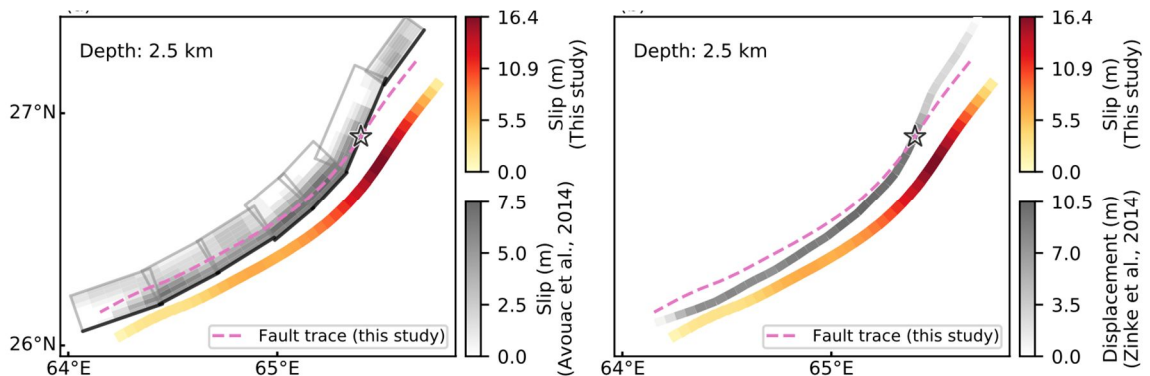 Depth: 2.5 km
27°N
26°N
64°E
65°E
Fault trace (this study)
16.4
10.9
5.5
0.0
Slip (m)
(This study)
7.5
5.0
2.5
0.0
Slip (m)
(Avouac et al., 2014)
Depth: 2.5 km
64°E
65°E
Fault trace (this study)
16.4
10.9
5.5
0.0
Slip (m)
(This study)
10.5
7.0
3.5
0.0
Displacement (m)
(Zinke et al., 2014)